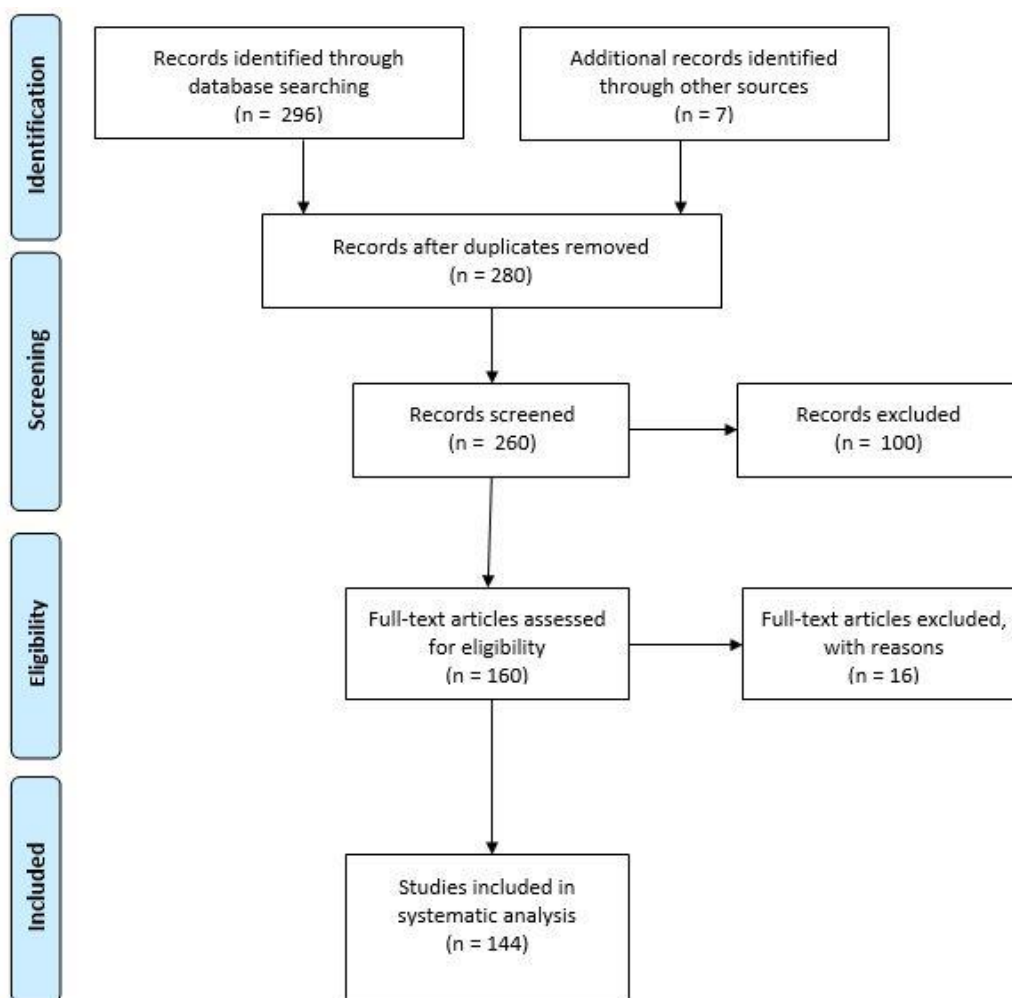 Identification
Records identified through
database searching
(n = 296)
Additional records identified
through other sources
(n = 7)
Records after duplicates removed
(n = 280)
Screening
Records screened
(n = 260)
Records excluded
(n = 100)
Eligibility
Full-text articles assessed
for eligibility
(n = 160)
Full-text articles excluded,
with reasons
(n = 16)
Included
Studies included in
systematic analysis
(n = 144)